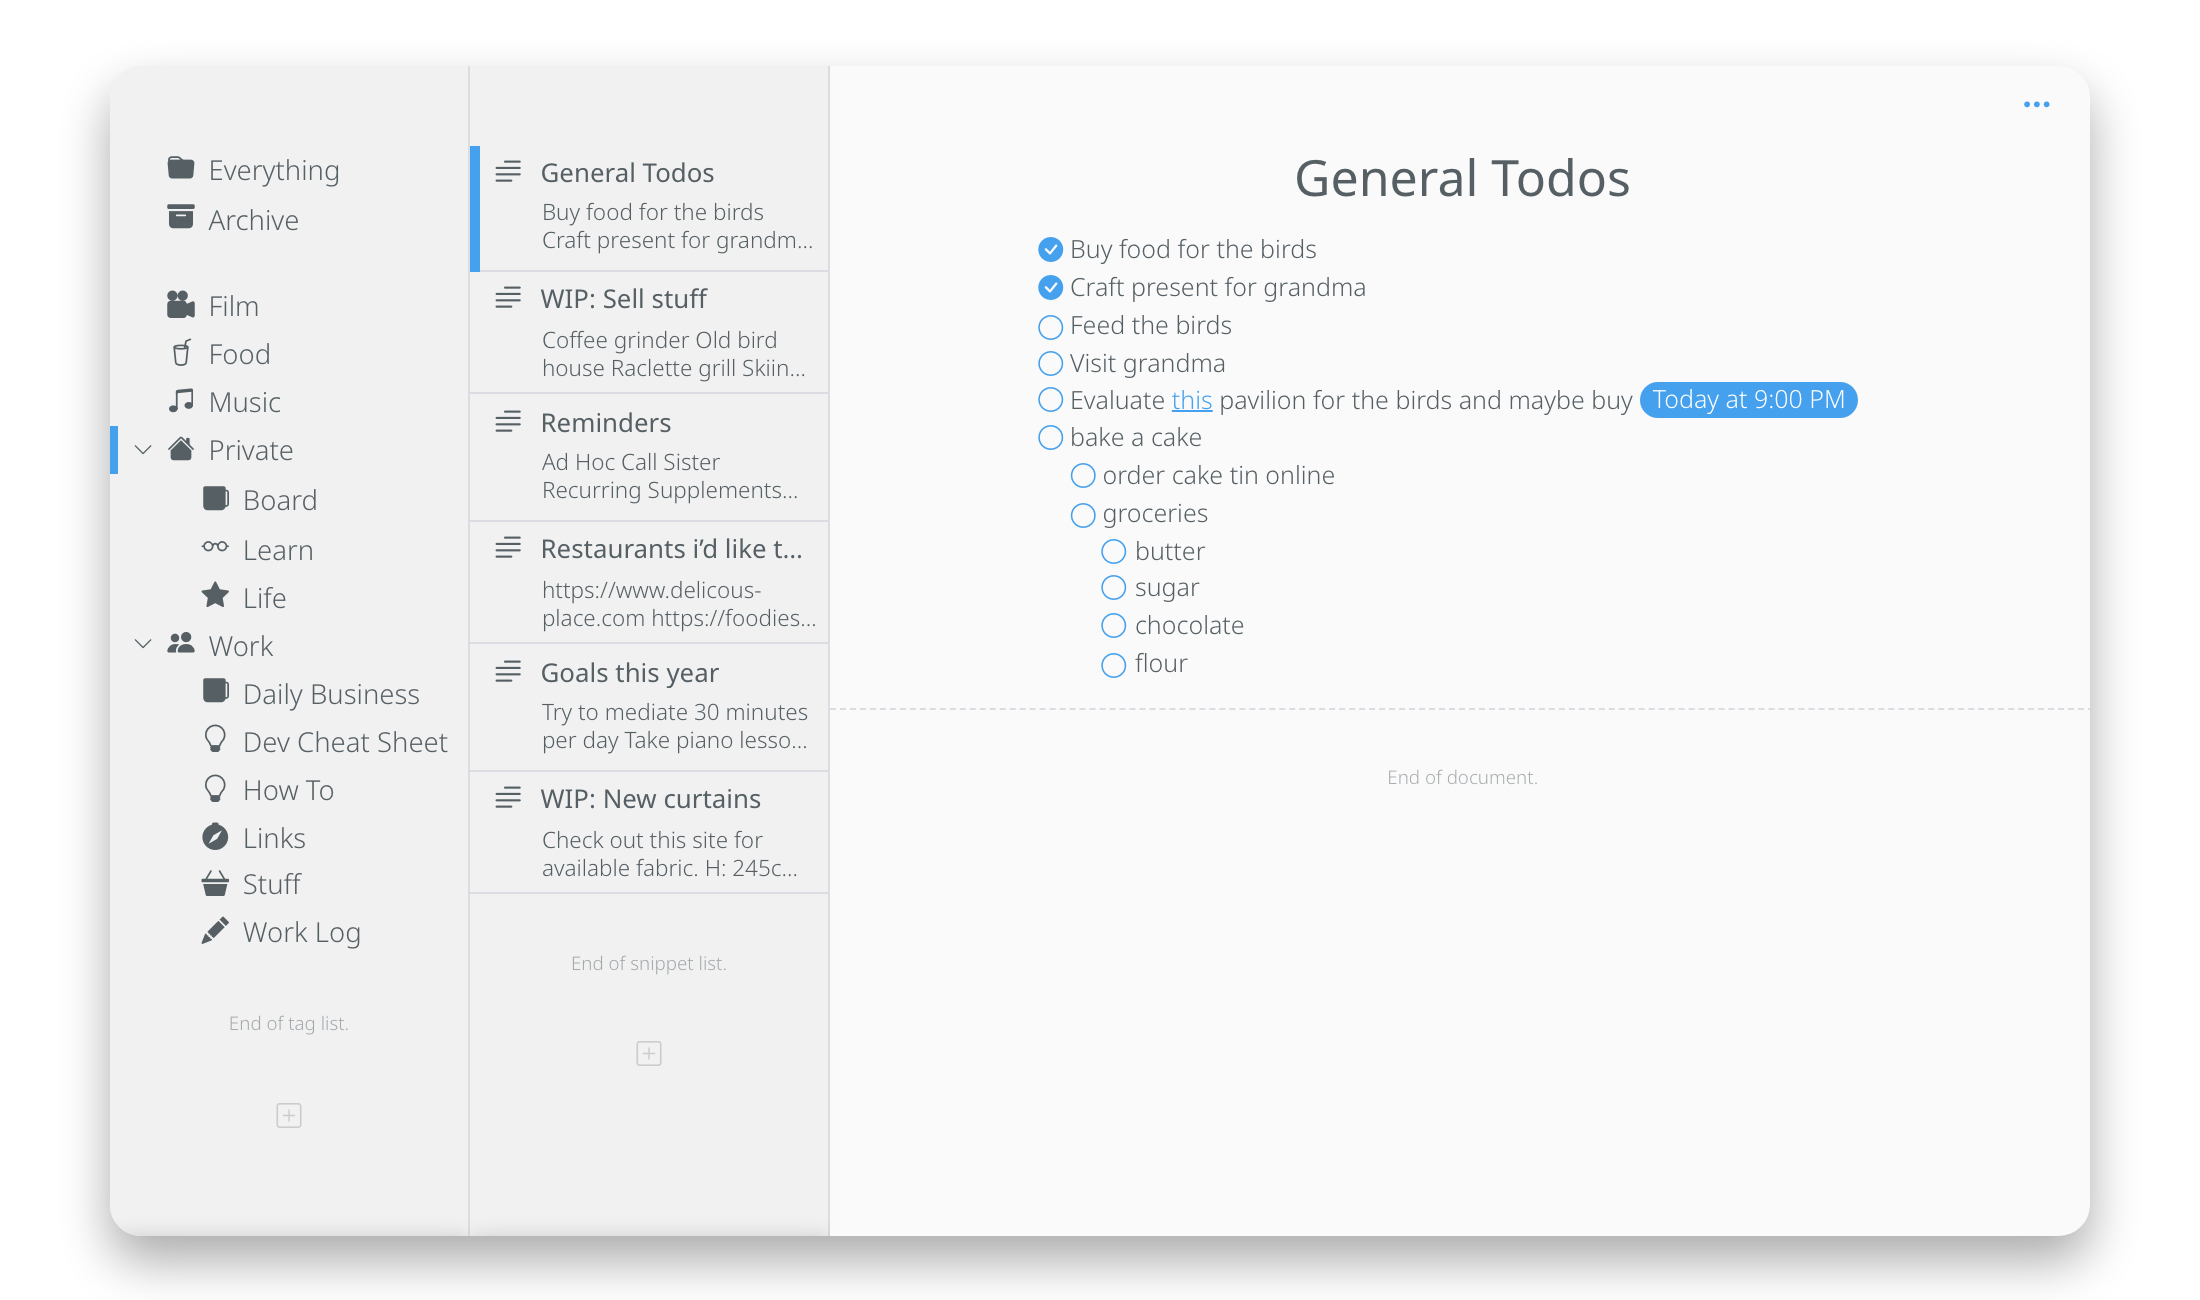 Everything
Archive
Film
Food
Music
Private
Board
Learn
Life
Work
Daily Business
Dev Cheat Sheet
How To
Links
Stuff
Work Log
End of tag list.
General Todos
Buy food for the birds
Craft present for grandm...
WIP: Sell stuff
Coffee grinder Old bird
house Raclette grill Skiin...
Reminders
Ad Hoc Call Sister
Recurring Supplements...
Restaurants i’d like t...
https://www.delicous-
place.com https://foodies...
Goals this year
Try to mediate 30 minutes
per day Take piano lesso...
WIP: New curtains
Check out this site for
available fabric. H: 245c...
End of snippet list.
General Todos
Buy food for the birds
Craft present for grandma
Feed the birds
Visit grandma
Evaluate this pavilion for the birds and maybe buy Today at 9:00 PM
bake a cake
order cake tin online
groceries
butter
sugar
chocolate
flour
End of document.